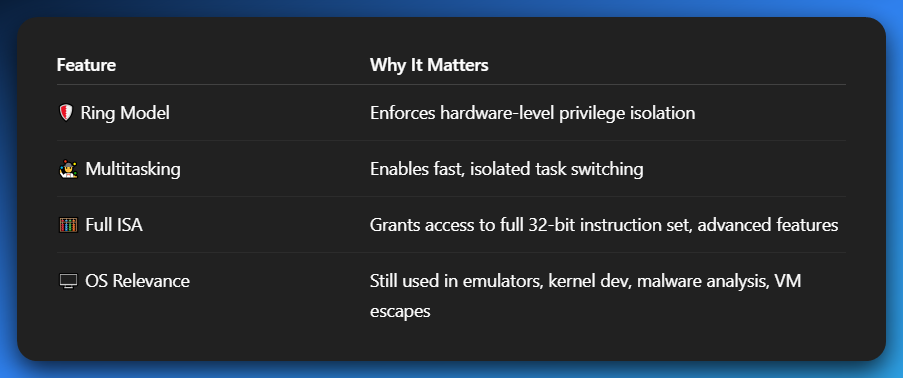 Feature Why It Matters
🛡️ Ring Model Enforces hardware-level privilege isolation
🤹 Multitasking Enables fast, isolated task switching
🧮 Full ISA Grants access to full 32-bit instruction set, advanced features
🖥️ OS Relevance Still used in emulators, kernel dev, malware analysis, VM
escapes